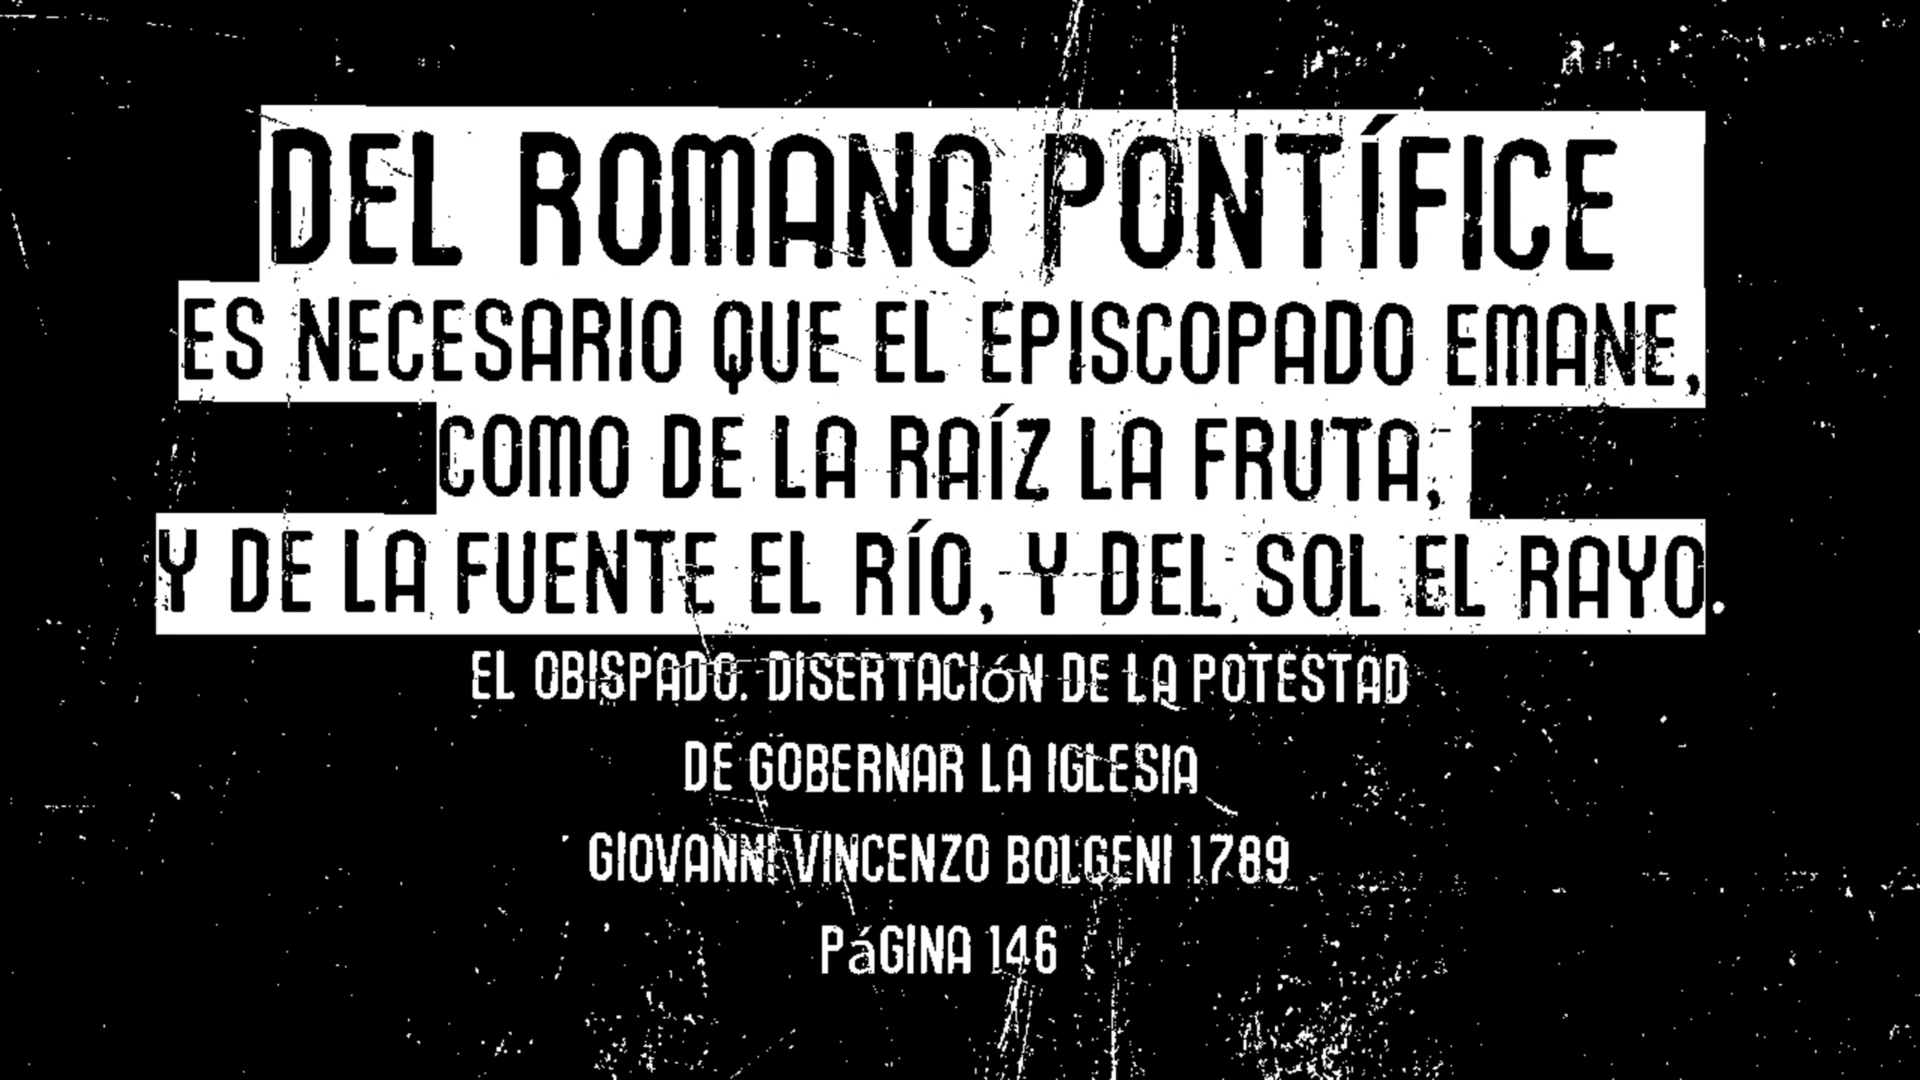 DEL ROMANO PONTÍFICE
ES NECESARIO QUE EL EPISCOPADO EMANE,
COMO DE LA RAÍZ LA FRUTA,
Y DE LA FUENTE EL RÍO, Y DEL SOL EL RAYO.
EL OBISPADO. DISERTACIóN DE LA POTESTAD
DE GOBERNAR LA IGLESIA
GIOVANNI VINCENZO BOLGENI 1789
PáGINA 146